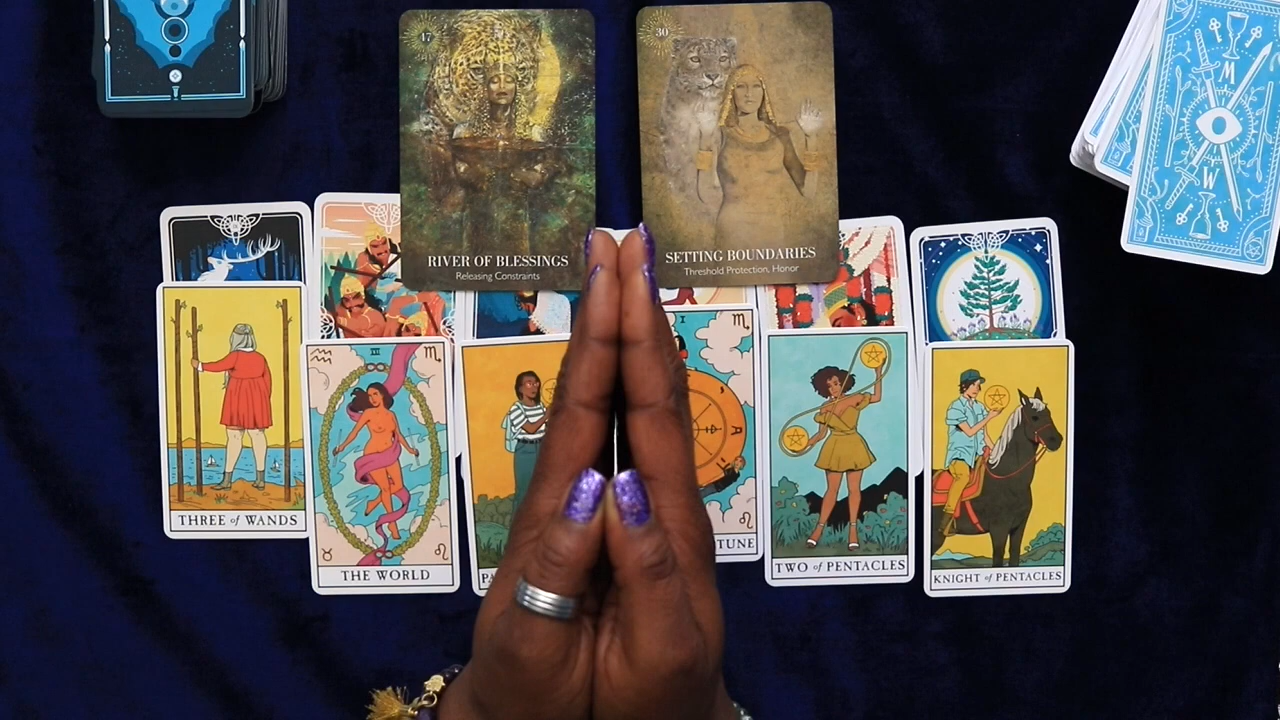 47
RIVER OF BLESSINGS
Releasing Constraints
30
SETTING BOUNDARIES
Threshold Protection, Honor
M
W
THREE of WANDS
THE WORLD
TWO of PENTACLES
KNIGHT of PENTACLES